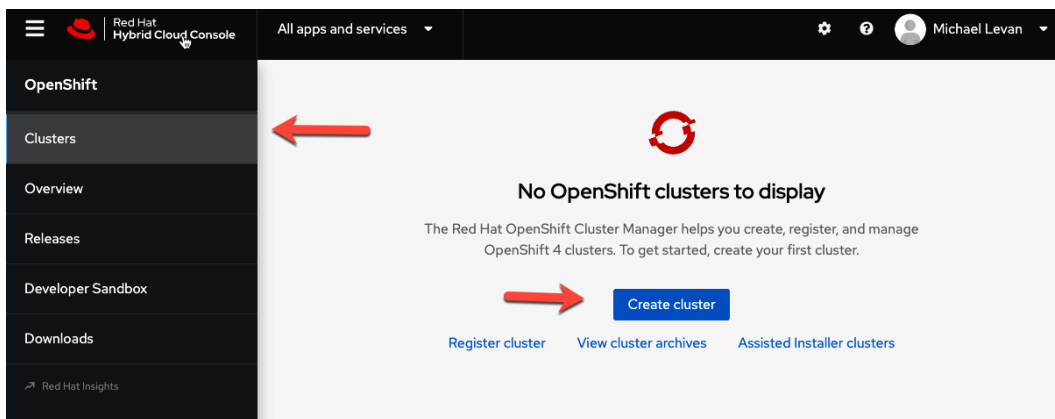 Red Hat
Hybrid Cloud Console
All apps and services
Michael Levan
OpenShift
Clusters
Overview
Releases
Developer Sandbox
Downloads
Red Hat Insights
No OpenShift clusters to display
The Red Hat OpenShift Cluster Manager helps you create, register, and manage
OpenShift 4 clusters. To get started, create your first cluster.
Create cluster
Register cluster
View cluster archives
Assisted Installer clusters